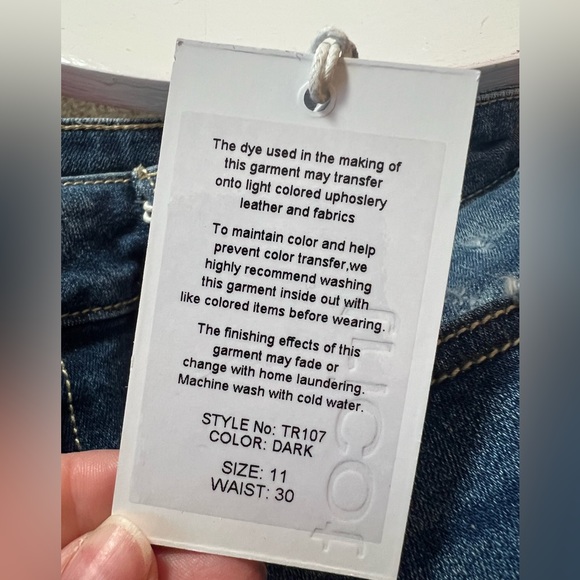 The dye used in the making of
this garment may transfer
onto light colored upholsery
leather and fabrics
To maintain color and help
prevent color transfer,we
highly recommend washing
this garment inside out with
like colored items before wearing.
The finishing effects of this
garment may fade or
change with home laundering.
Machine wash with cold water.
STYLE No: TR107
COLOR: DARK
SIZE: 11
WAIST: 30